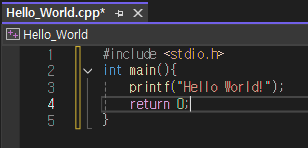 Hello_World.cpp*
Hello_World
1 #include <stdio.h>
2 int main(){
3 printf("Hello World!");
4 return 0;
5 }